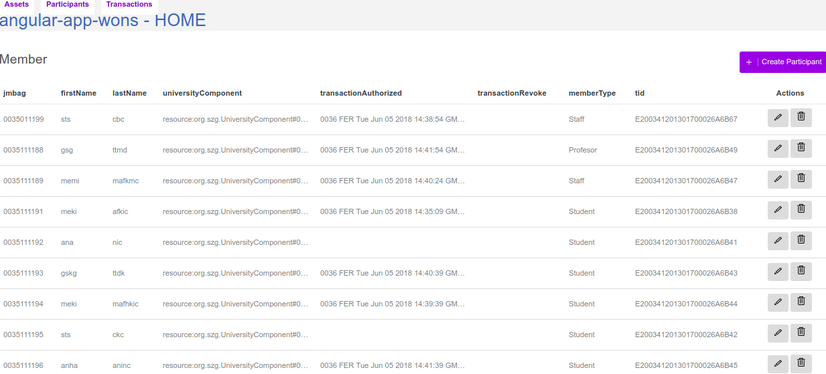 Assets Participants Transactions
angular-app-wons - HOME
Member
+ | Create Participant
jmbag firstName lastName universityComponent transactionAuthorized transactionRevoke memberType tid Actions
0035011199 sts cbc resource:org.szg.UniversityComponent#0... 0036 FER Tue Jun 05 2018 14:38:54 GM... Staff E200341201301700026A6B67
0035111188 gsg ttmd resource:org.szg.UniversityComponent#0... 0036 FER Tue Jun 05 2018 14:41:54 GM... Profesor E200341201301700026A6B49
0035111189 memi mafkmc resource:org.szg.UniversityComponent#0... 0036 FER Tue Jun 05 2018 14:40:24 GM... Staff E200341201301700026A6B47
0035111191 meki afkic resource:org.szg.UniversityComponent#0... 0036 FER Tue Jun 05 2018 14:35:09 GM... Student E200341201301700026A6B38
0035111192 ana nic resource:org.szg.UniversityComponent#0... Student E200341201301700026A6B41
0035111193 gskg ttdk resource:org.szg.UniversityComponent#0... 0036 FER Tue Jun 05 2018 14:40:39 GM... Student E200341201301700026A6B43
0035111194 meki mafhkic resource:org.szg.UniversityComponent#0... 0036 FER Tue Jun 05 2018 14:39:39 GM... Student E200341201301700026A6B44
0035111195 sts ckc resource:org.szg.UniversityComponent#0... Student E200341201301700026A6B42
0035111196 anha aninc resource:org.szg.UniversityComponent#0... 0036 FER Tue Jun 05 2018 14:41:39 GM... Student E200341201301700026A6B45